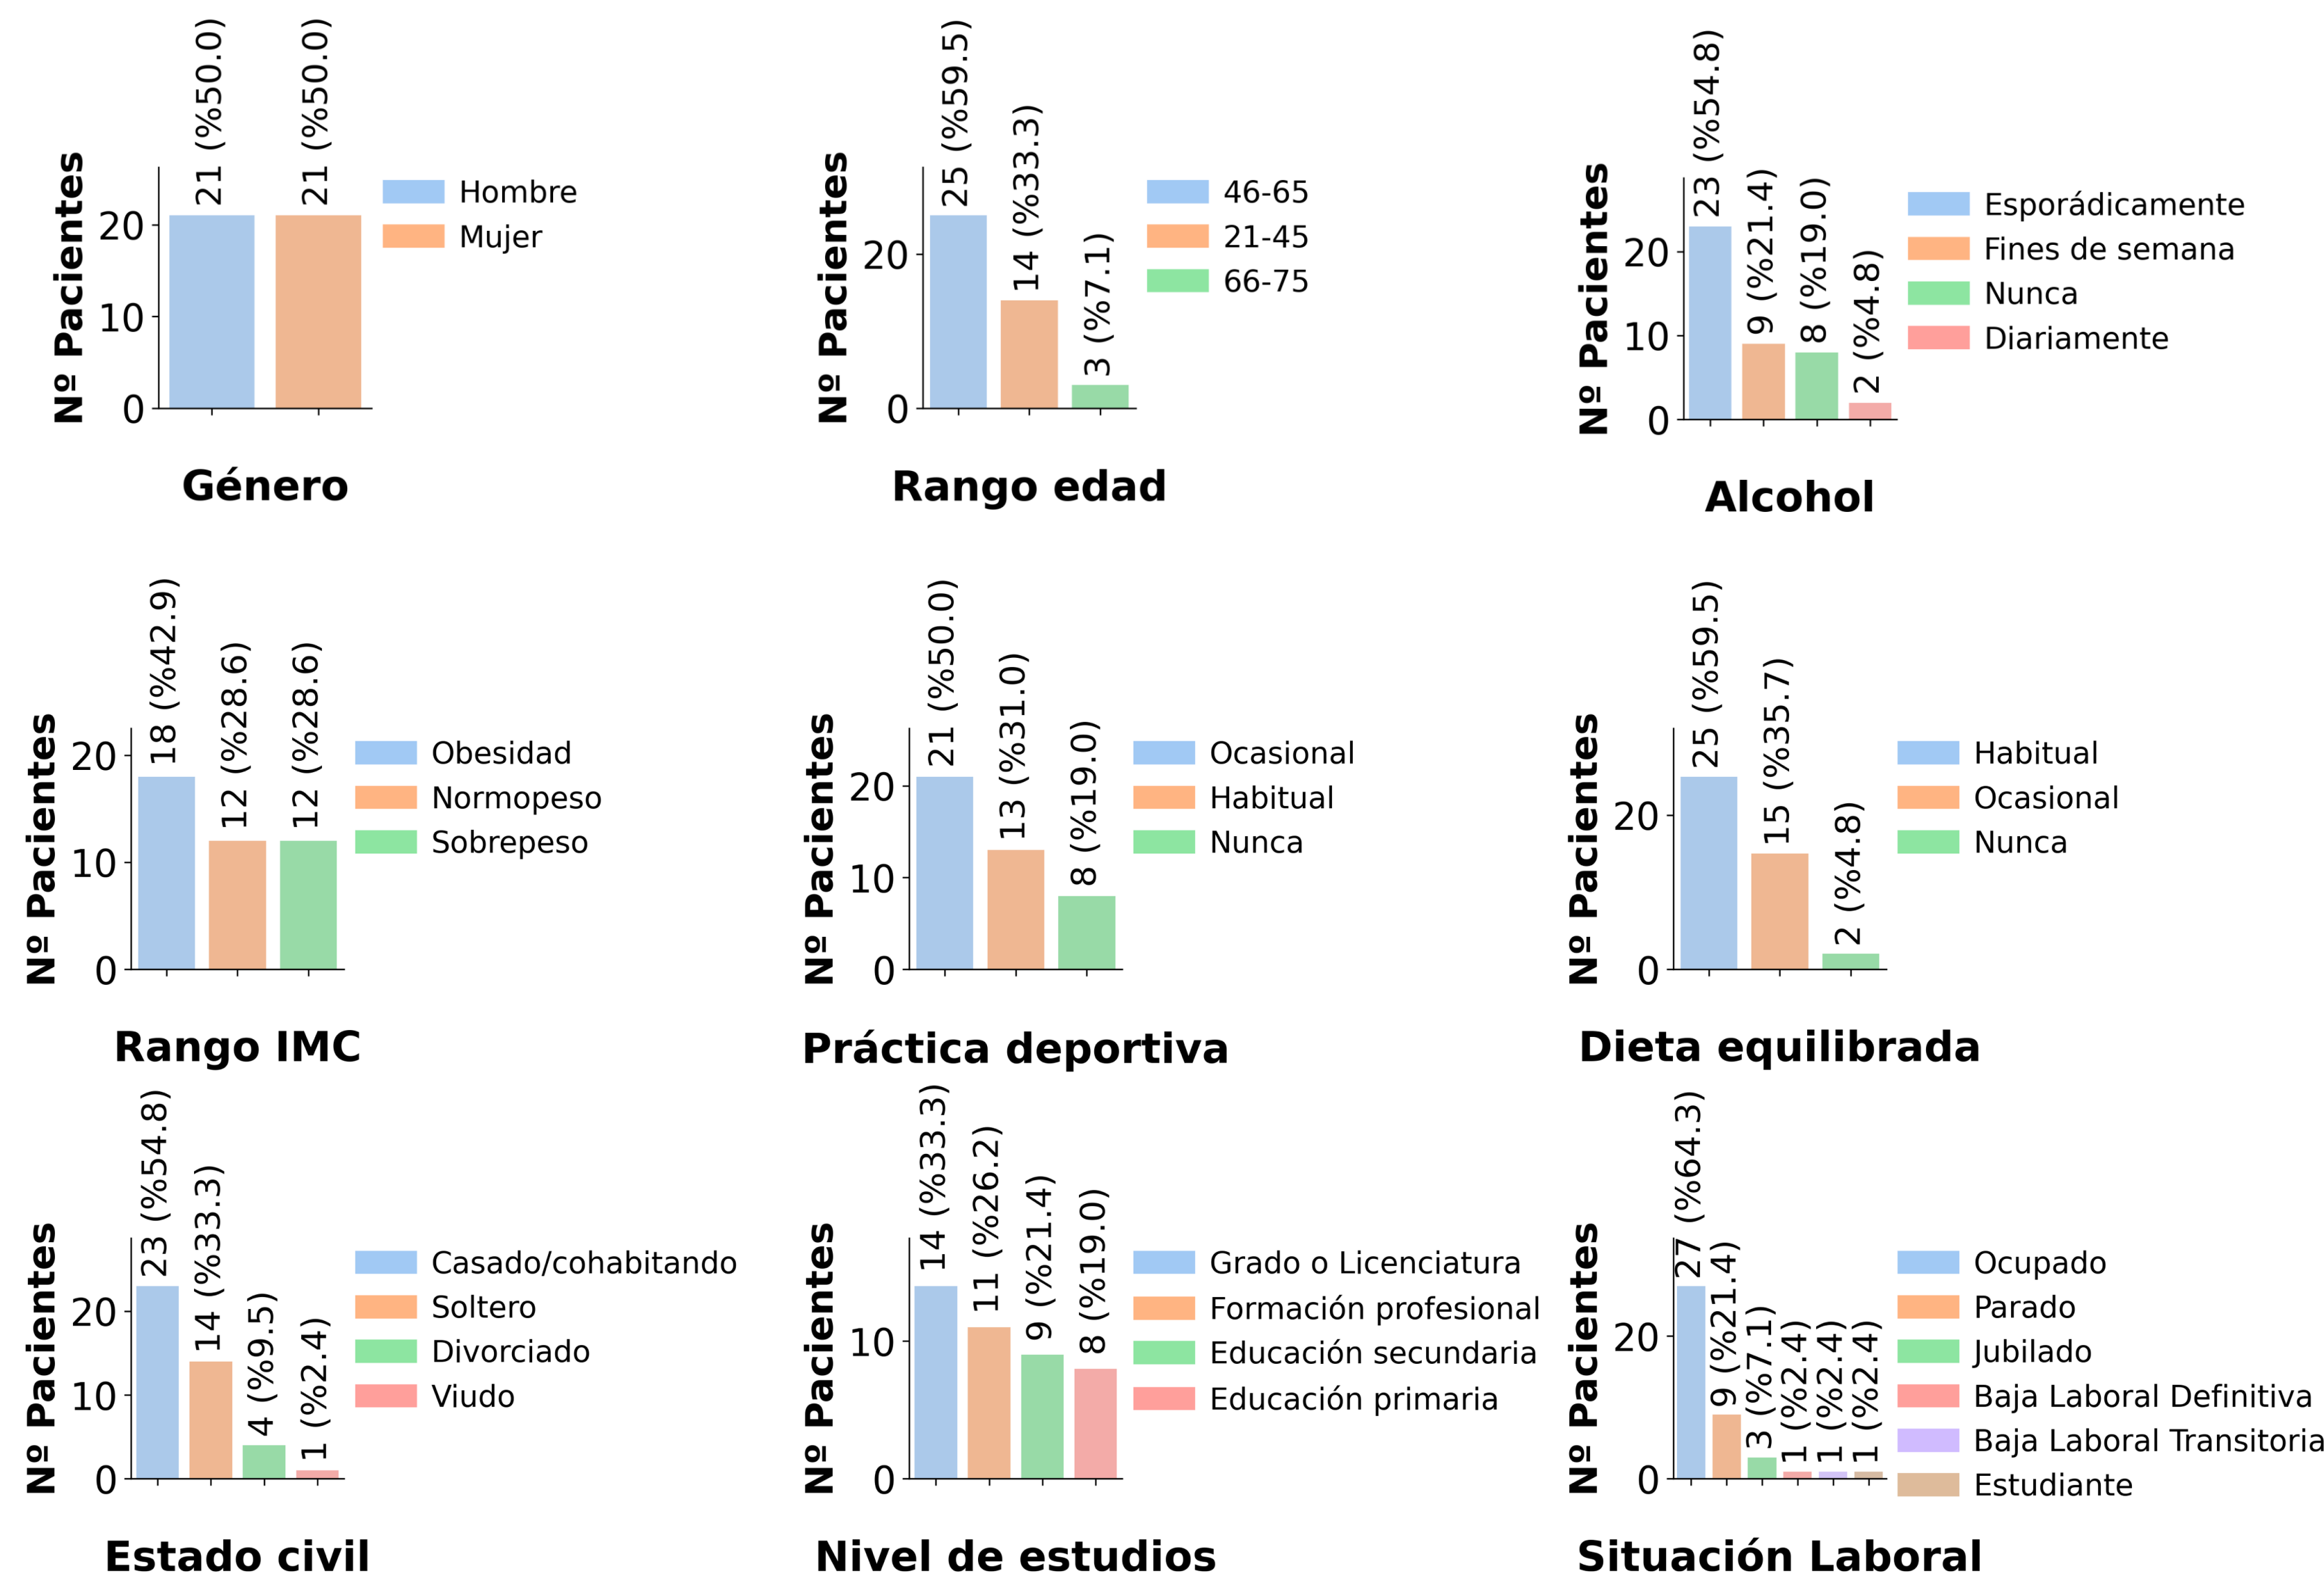 Nº Pacientes
20
10
0
21 (%50.0)
21 (%50.0)
Hombre
Mujer
Género
Nº Pacientes
20
0
25 (%59.5)
14 (%33.3)
3 (%7.1)
46-65
21-45
66-75
Rango edad
Nº Pacientes
20
10
0
23 (%54.8)
9 (%21.4)
8 (%19.0)
2 (%4.8)
Esporádicamente
Fines de semana
Nunca
Diariamente
Alcohol
Nº Pacientes
20
10
0
18 (%42.9)
12 (%28.6)
12 (%28.6)
Obesidad
Normopeso
Sobrepeso
Rango IMC
Nº Pacientes
20
10
0
21 (%50.0)
13 (%31.0)
8 (%19.0)
Ocasional
Habitual
Nunca
Práctica deportiva
Nº Pacientes
20
0
25 (%59.5)
15 (%35.7)
2 (%4.8)
Habitual
Ocasional
Nunca
Dieta equilibrada
Nº Pacientes
20
10
0
23 (%54.8)
14 (%33.3)
4 (%9.5)
1 (%2.4)
Casado/cohabitando
Soltero
Divorciado
Viudo
Estado civil
Nº Pacientes
10
0
14 (%33.3)
11 (%26.2)
9 (%21.4)
8 (%19.0)
Grado o Licenciatura
Formación profesional
Educación secundaria
Educación primaria
Nivel de estudios
Nº Pacientes
20
0
27 (%64.3)
9 (%21.4)
3 (%7.1)
1 (%2.4)
1 (%2.4)
1 (%2.4)
Ocupado
Parado
Jubilado
Baja Laboral Definitiva
Baja Laboral Transitoria
Estudiante
Situación Laboral